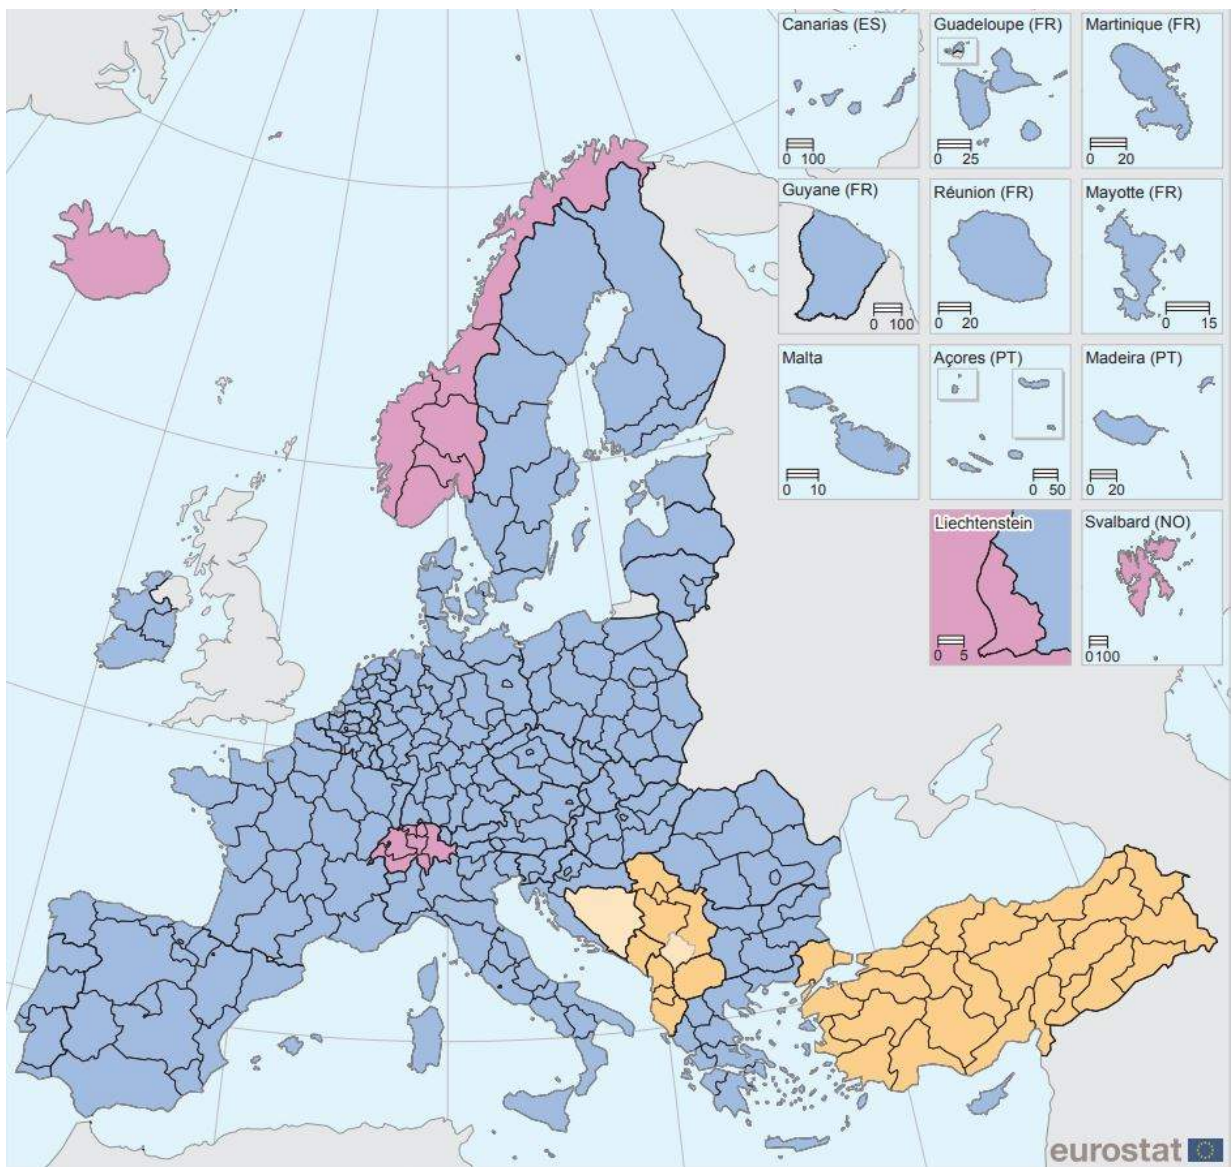 Canarias (ES)
0 100
Guadeloupe (FR)
0 25
Martinique (FR)
0 20
Guyane (FR)
0 100
Réunion (FR)
0 20
Mayotte (FR)
0 15
Malta
0 10
Açores (PT)
0 50
Madeira (PT)
0 20
Liechtenstein
0 5
Svalbard (NO)
0 100
eurostat